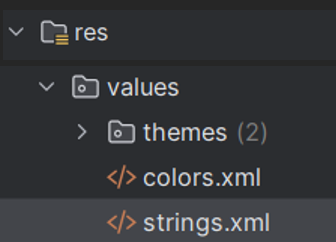 res
values
themes (2)
</> colors.xml
</> strings.xml